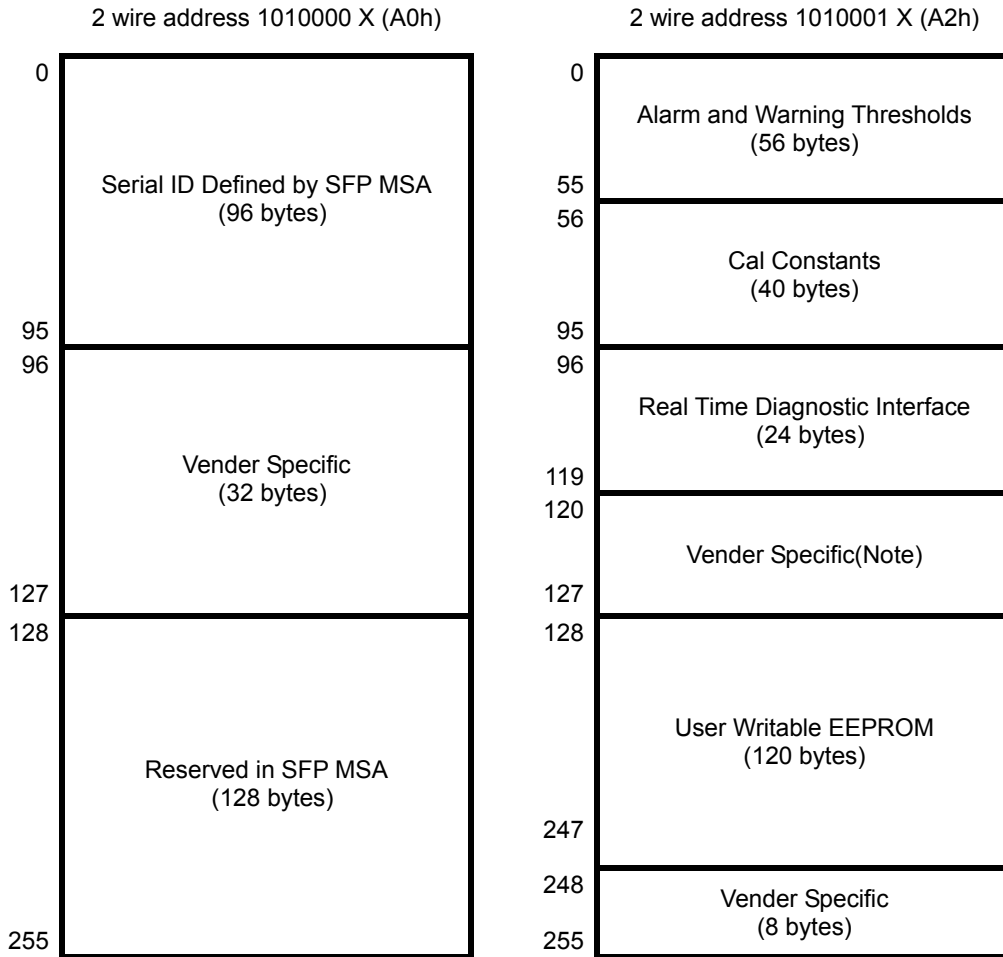 2 wire address 1010000 X (A0h)
0
Serial ID Defined by SFP MSA
(96 bytes)
95
96
Vender Specific
(32 bytes)
127
128
Reserved in SFP MSA
(128 bytes)
255
2 wire address 1010001 X (A2h)
0
Alarm and Warning Thresholds
(56 bytes)
55
56
Cal Constants
(40 bytes)
95
96
Real Time Diagnostic Interface
(24 bytes)
119
120
Vender Specific(Note)
127
128
User Writable EEPROM
(120 bytes)
247
248
Vender Specific
(8 bytes)
255